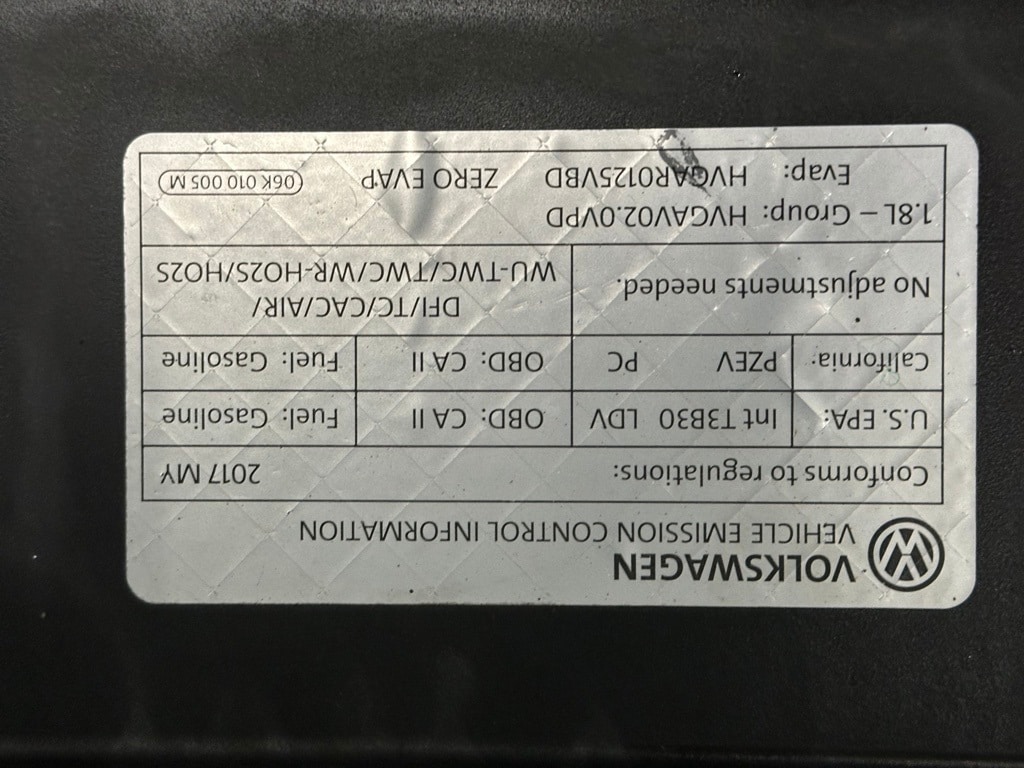 VOLKSWAGEN
VEHICLE EMISSION CONTROL INFORMATION
Conforms to regulations: 2017 MY
U.S. EPA: Int T3B30 LDV OBD: CA II Fuel: Gasoline
California: PZEV PC OBD: CA II Fuel: Gasoline
No adjustments needed. DFI/TC/CAC/AIR/
WU-TWC/TWC/WR-HO2S/HO2S
1.8L – Group: HVGAV02.0VPD
Evap: HVGAR0125VBD ZERO EVAP 06K 010 005 M